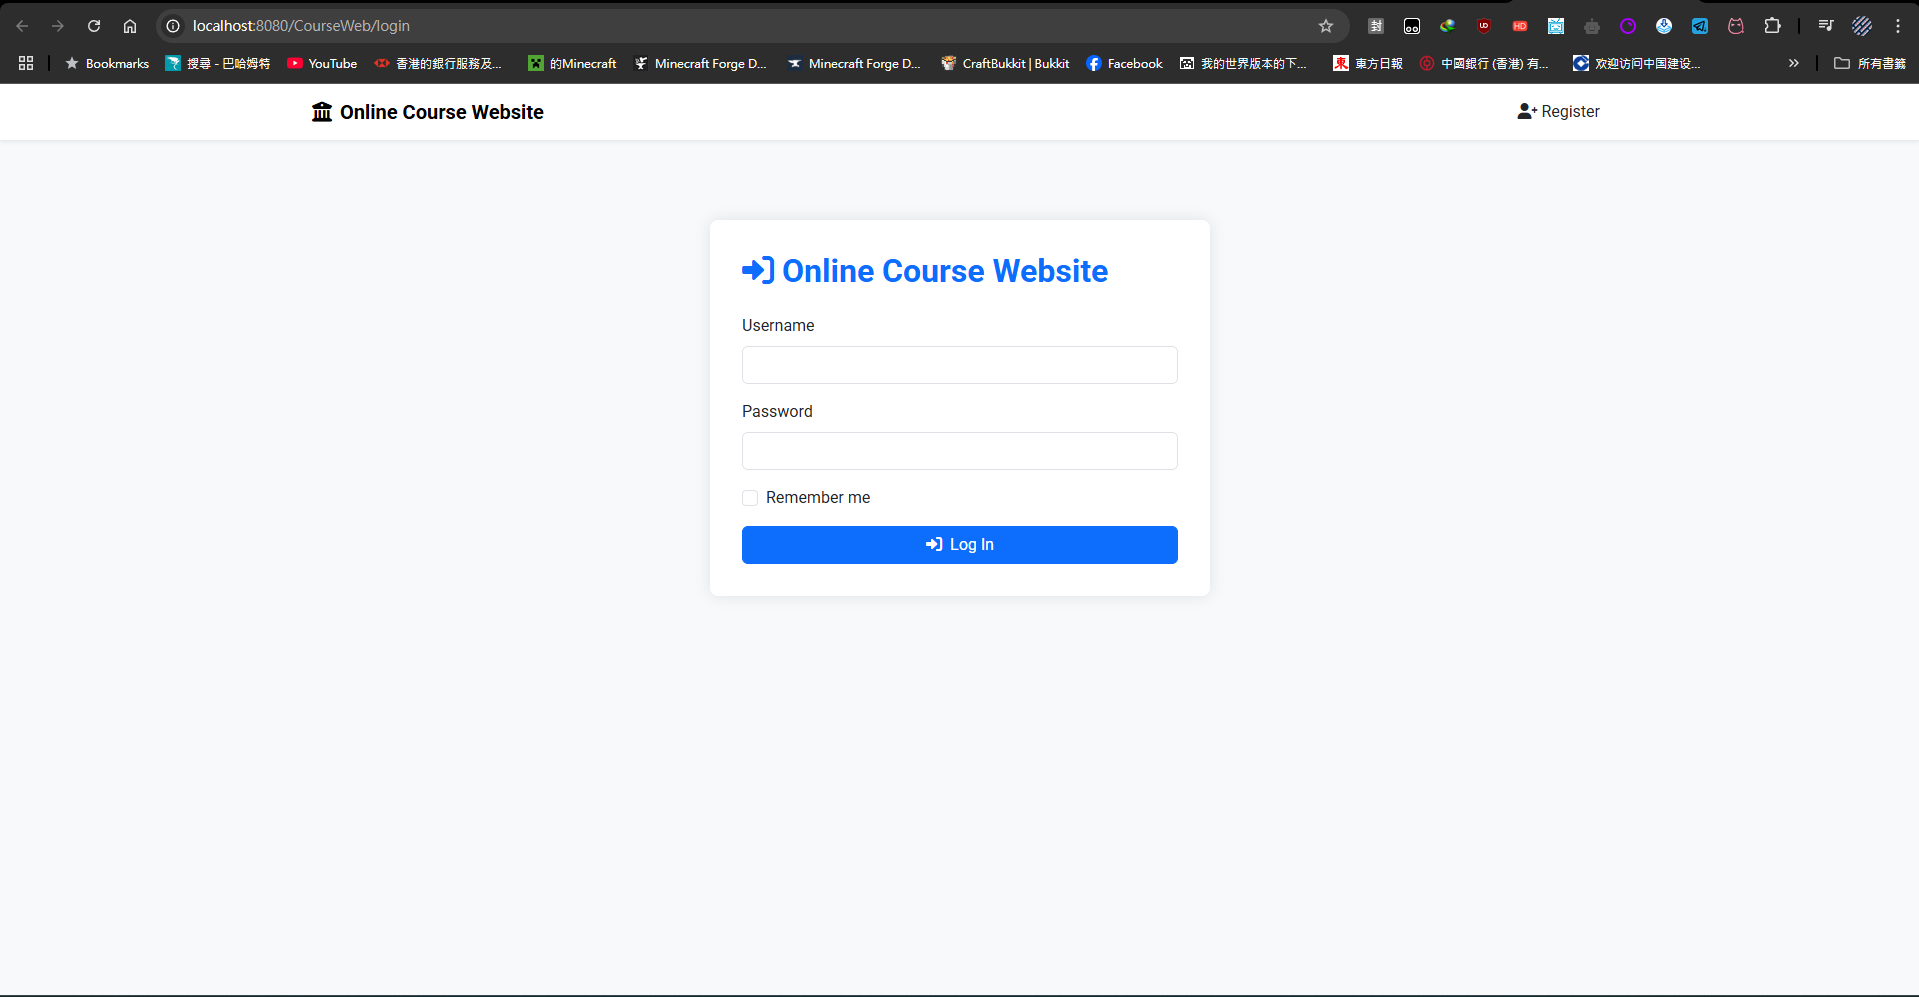 localhost:8080/CourseWeb/login
Bookmarks 搜尋 - 巴哈姆特 YouTube 香港的銀行服務及... 的Minecraft Minecraft Forge D... Minecraft Forge D... CraftBukkit | Bukkit Facebook 我的世界版本的下... 東方日報 中國銀行 (香港) 有... 欢迎访问中国建设... 所有書籤
Online Course Website
Register
Online Course Website
Username
Password
Remember me
Log In